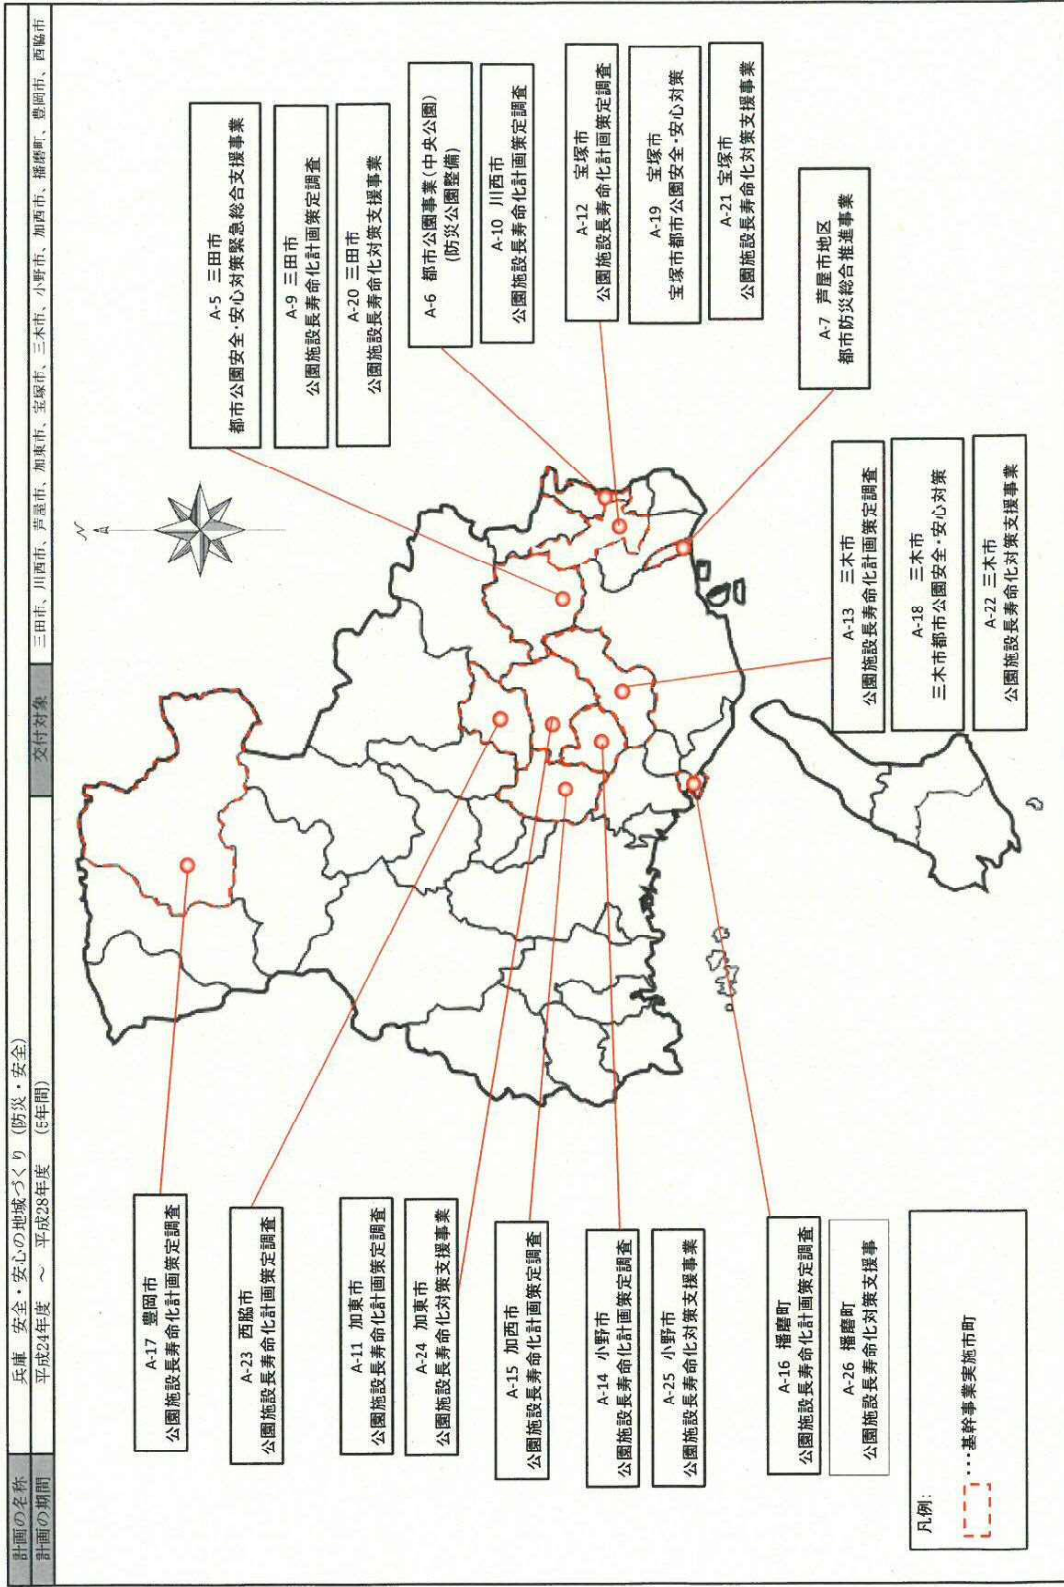 計画の名称 兵庫 安全・安心の地域づくり（防災・安全）
計画の期間 平成24年度 ～ 平成28年度 （5年間） 交付対象 三田市、川西市、芦屋市、加東市、宝塚市、三木市、小野市、加西市、播磨町、豊岡市、西脇市
A-17 豊岡市
公園施設長寿命化計画策定調査
A-23 西脇市
公園施設長寿命化計画策定調査
A-11 加東市
公園施設長寿命化計画策定調査
A-24 加東市
公園施設長寿命化対策支援事業
A-15 加西市
公園施設長寿命化計画策定調査
A-14 小野市
公園施設長寿命化計画策定調査
A-25 小野市
公園施設長寿命化対策支援事業
A-16 播磨町
公園施設長寿命化計画策定調査
A-26 播磨町
公園施設長寿命化対策支援事
凡例:
･･･基幹事業実施市町
N
A-5 三田市
都市公園安全･安心対策緊急総合支援事業
A-9 三田市
公園施設長寿命化計画策定調査
A-20 三田市
公園施設長寿命化対策支援事業
A-6 都市公園事業(中央公園)
(防災公園整備)
A-10 川西市
公園施設長寿命化計画策定調査
A-12 宝塚市
公園施設長寿命化計画策定調査
A-19 宝塚市
宝塚市都市公園安全･安心対策
A-21 宝塚市
公園施設長寿命化対策支援事業
A-7 芦屋市地区
都市防災総合推進事業
A-13 三木市
公園施設長寿命化計画策定調査
A-18 三木市
三木市都市公園安全･安心対策
A-22 三木市
公園施設長寿命化対策支援事業